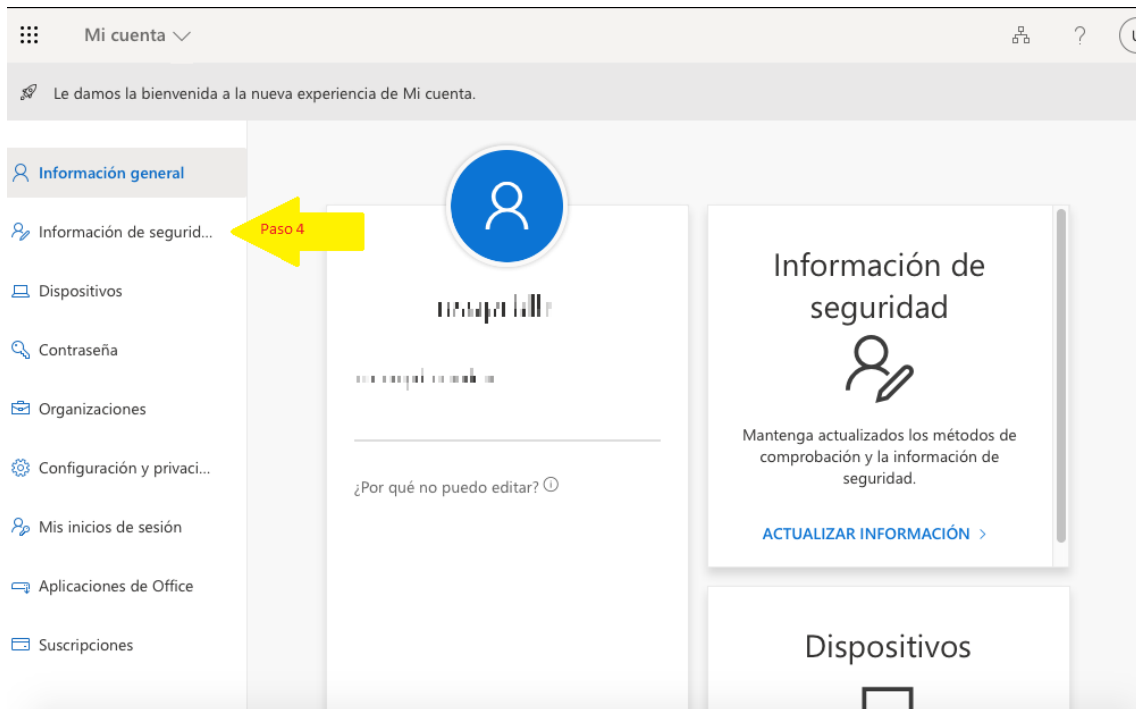 Mi cuenta
?
Le damos la bienvenida a la nueva experiencia de Mi cuenta.
Información general
Información de segurid...
Paso 4
Dispositivos
Contraseña
Organizaciones
Configuración y privaci...
Mis inicios de sesión
Aplicaciones de Office
Suscripciones
¿Por qué no puedo editar?
Información de
seguridad
Mantenga actualizados los métodos de
comprobación y la información de
seguridad.
ACTUALIZAR INFORMACIÓN >
Dispositivos